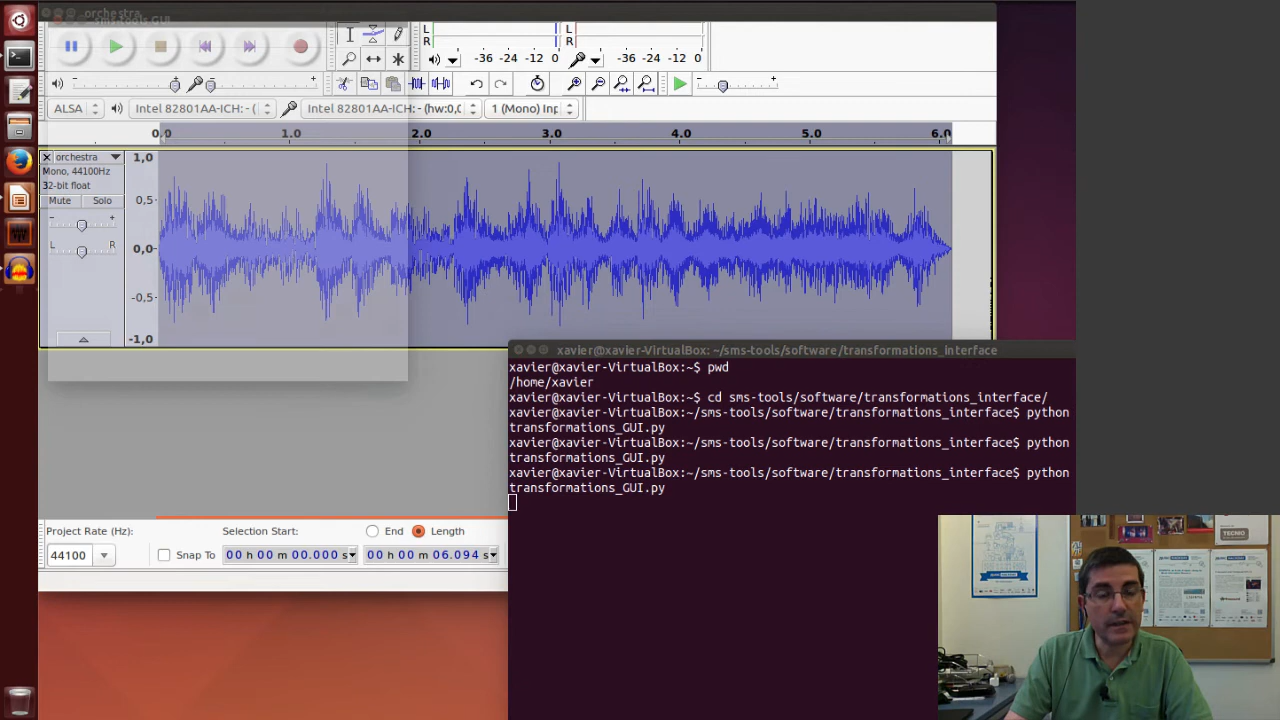 orchestra
sms-tools GUI
L
R
-36 -24 -12 0
L
R
-36 -24 -12 0
ALSA
Intel 82801AA-ICH: - (
Intel 82801AA-ICH: - (hw:0,0
1 (Mono) Inp
0,0 1.0 2.0 3.0 4.0 5.0 6.0
orchestra
Mono, 44100Hz
32-bit float
Mute Solo
- +
L R
1,0
0,5-
0,0-
-0,5-
-1,0
xavier@xavier-VirtualBox: ~/sms-tools/software/transformations_interface
xavier@xavier-VirtualBox:~$ pwd
/home/xavier
xavier@xavier-VirtualBox:~$ cd sms-tools/software/transformations_interface/
xavier@xavier-VirtualBox:~/sms-tools/software/transformations_interface$ python
transformations_GUI.py
xavier@xavier-VirtualBox:~/sms-tools/software/transformations_interface$ python
transformations_GUI.py
xavier@xavier-VirtualBox:~/sms-tools/software/transformations_interface$ python
transformations_GUI.py
Project Rate (Hz):
Selection Start:
End
Length
44100
Snap To
00 h 00 m 00.000 s
00 h 00 m 06.094 s
TECNIO